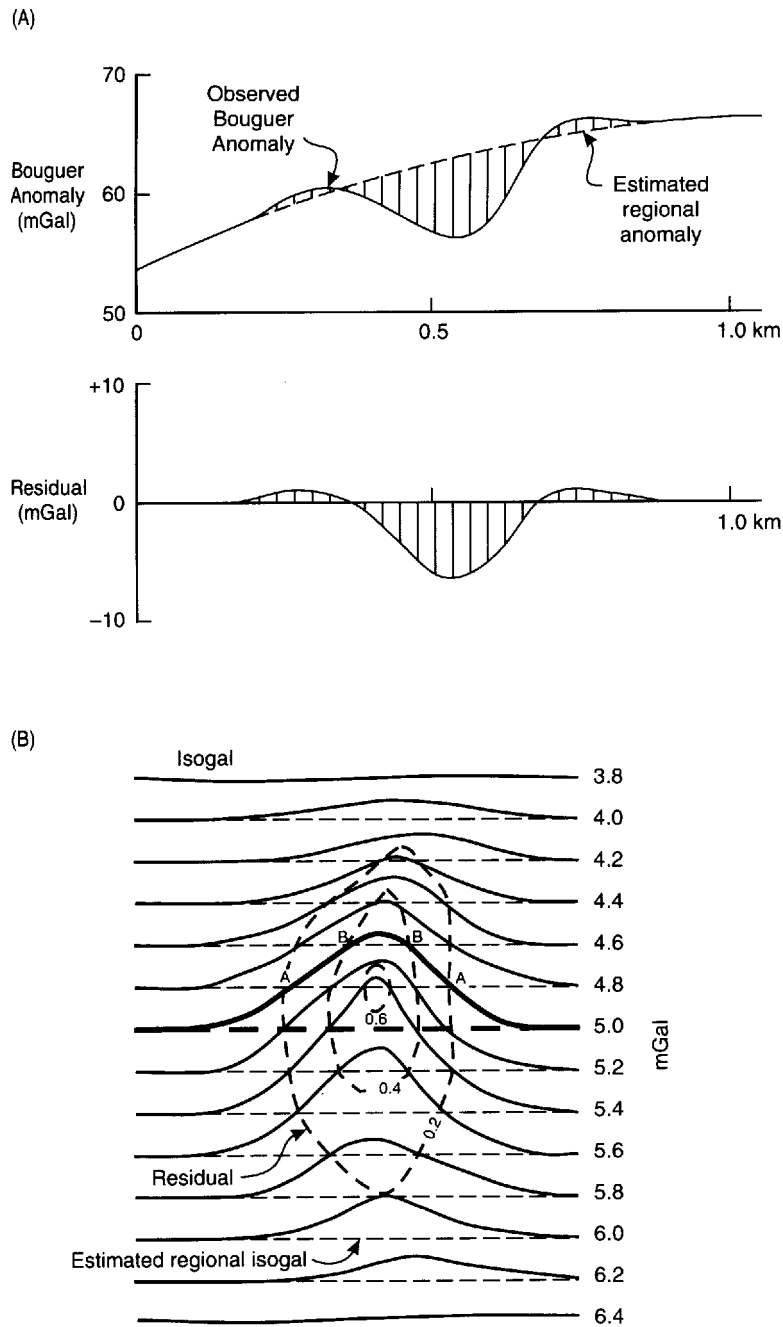 (A)
70
Observed
Bouguer
Anomaly
Bouguer
Anomaly
(mGal)
60
Estimated
regional
anomaly
50
0
0.5
1.0 km
+10
Residual
(mGal)
0
1.0 km
−10
(B)
Isogal
3.8
4.0
4.2
4.4
B
B
4.6
A
A
4.8
0.6
5.0
mGal
5.2
0.4
5.4
0.2
5.6
Residual
5.8
6.0
Estimated regional isogal
6.2
6.4